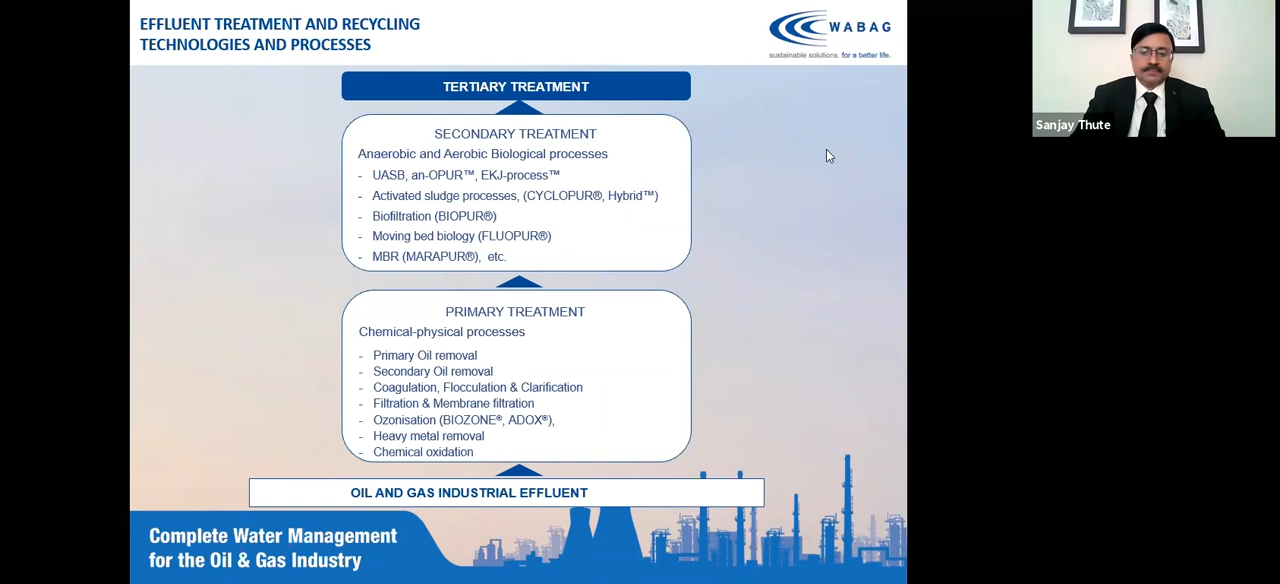 EFFLUENT TREATMENT AND RECYCLING
TECHNOLOGIES AND PROCESSES
WABAG
sustainable solutions. for a better life.
TERTIARY TREATMENT
SECONDARY TREATMENT
Anaerobic and Aerobic Biological processes
- UASB, an-OPUR™, EKJ-process™
- Activated sludge processes, (CYCLOPUR®, Hybrid™)
- Biofiltration (BIOPUR®)
- Moving bed biology (FLUOPUR®)
- MBR (MARAPUR®), etc.
PRIMARY TREATMENT
Chemical-physical processes
- Primary Oil removal
- Secondary Oil removal
- Coagulation, Flocculation & Clarification
- Filtration & Membrane filtration
- Ozonisation (BIOZONE®, ADOX®),
- Heavy metal removal
- Chemical oxidation
OIL AND GAS INDUSTRIAL EFFLUENT
Complete Water Management
for the Oil & Gas Industry
Sanjay Thute